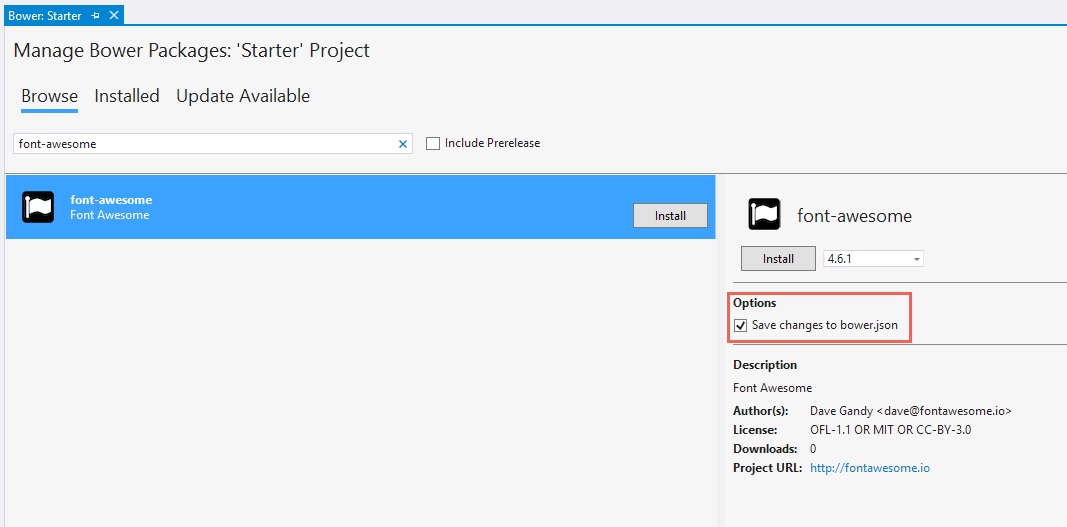 Bower: Starter
Manage Bower Packages: 'Starter' Project
Browse Installed Update Available
font-awesome
Include Prerelease
font-awesome
Font Awesome
Install
font-awesome
Install 4.6.1
Options
Save changes to bower.json
Description
Font Awesome
Author(s): Dave Gandy <dave@fontawesome.io>
License: OFL-1.1 OR MIT OR CC-BY-3.0
Downloads: 0
Project URL: http://fontawesome.io